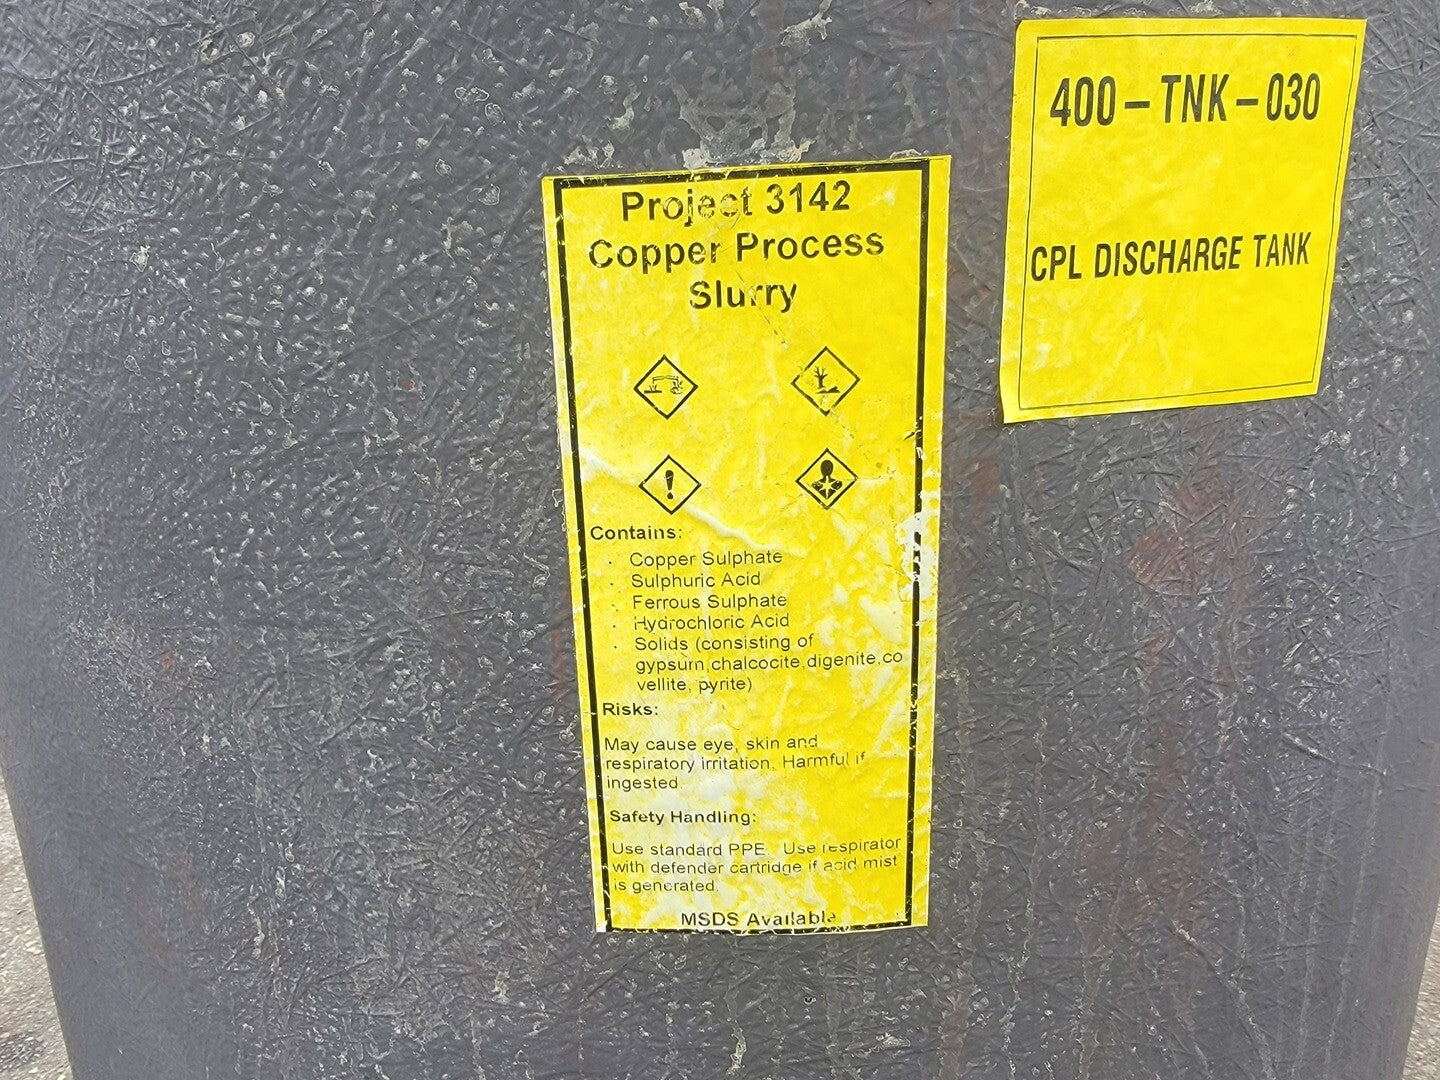 400-TNK-030
CPL DISCHARGE TANK
Project 3142
Copper Process
Slurry
Contains:
· Copper Sulphate
· Sulphuric Acid
· Ferrous Sulphate
· Hydrochloric Acid
· Solids (consisting of
gypsum,chalcocite,digenite,co
vellite, pyrite)
Risks:
May cause eye, skin and
respiratory irritation. Harmful if
ingested.
Safety Handling:
Use standard PPE. Use respirator
with defender cartridge if acid mist
is generated.
MSDS Available